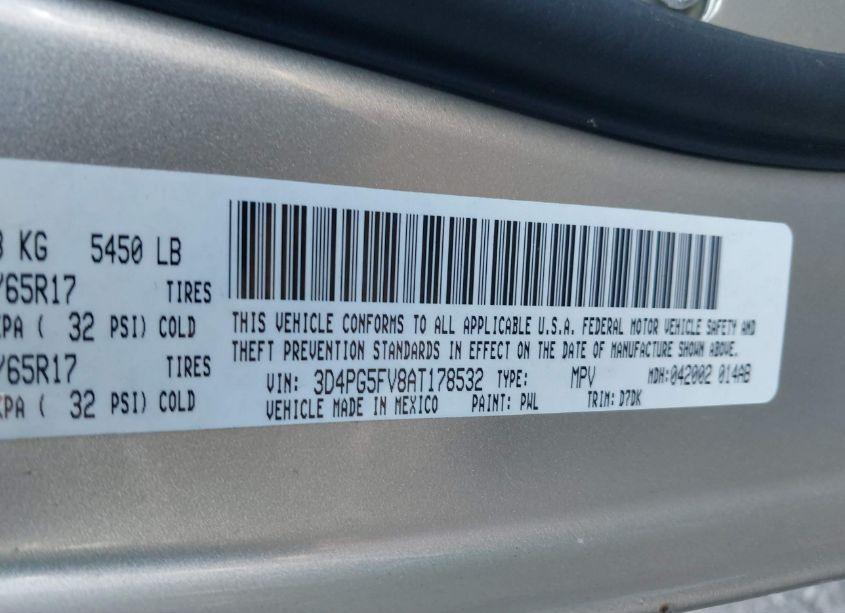 KG 5450 LB
/65R17 TIRES
KPA ( 32 PSI) COLD
/65R17 TIRES
KPA ( 32 PSI) COLD
THIS VEHICLE CONFORMS TO ALL APPLICABLE U.S.A. FEDERAL MOTOR VEHICLE SAFETY AND
THEFT PREVENTION STANDARDS IN EFFECT ON THE DATE OF MANUFACTURE SHOWN ABOVE.
VIN: 3D4PG5FV8AT178532 TYPE: MPV MDH:042002 014AB
VEHICLE MADE IN MEXICO PAINT: PWL TRIM: D7DK